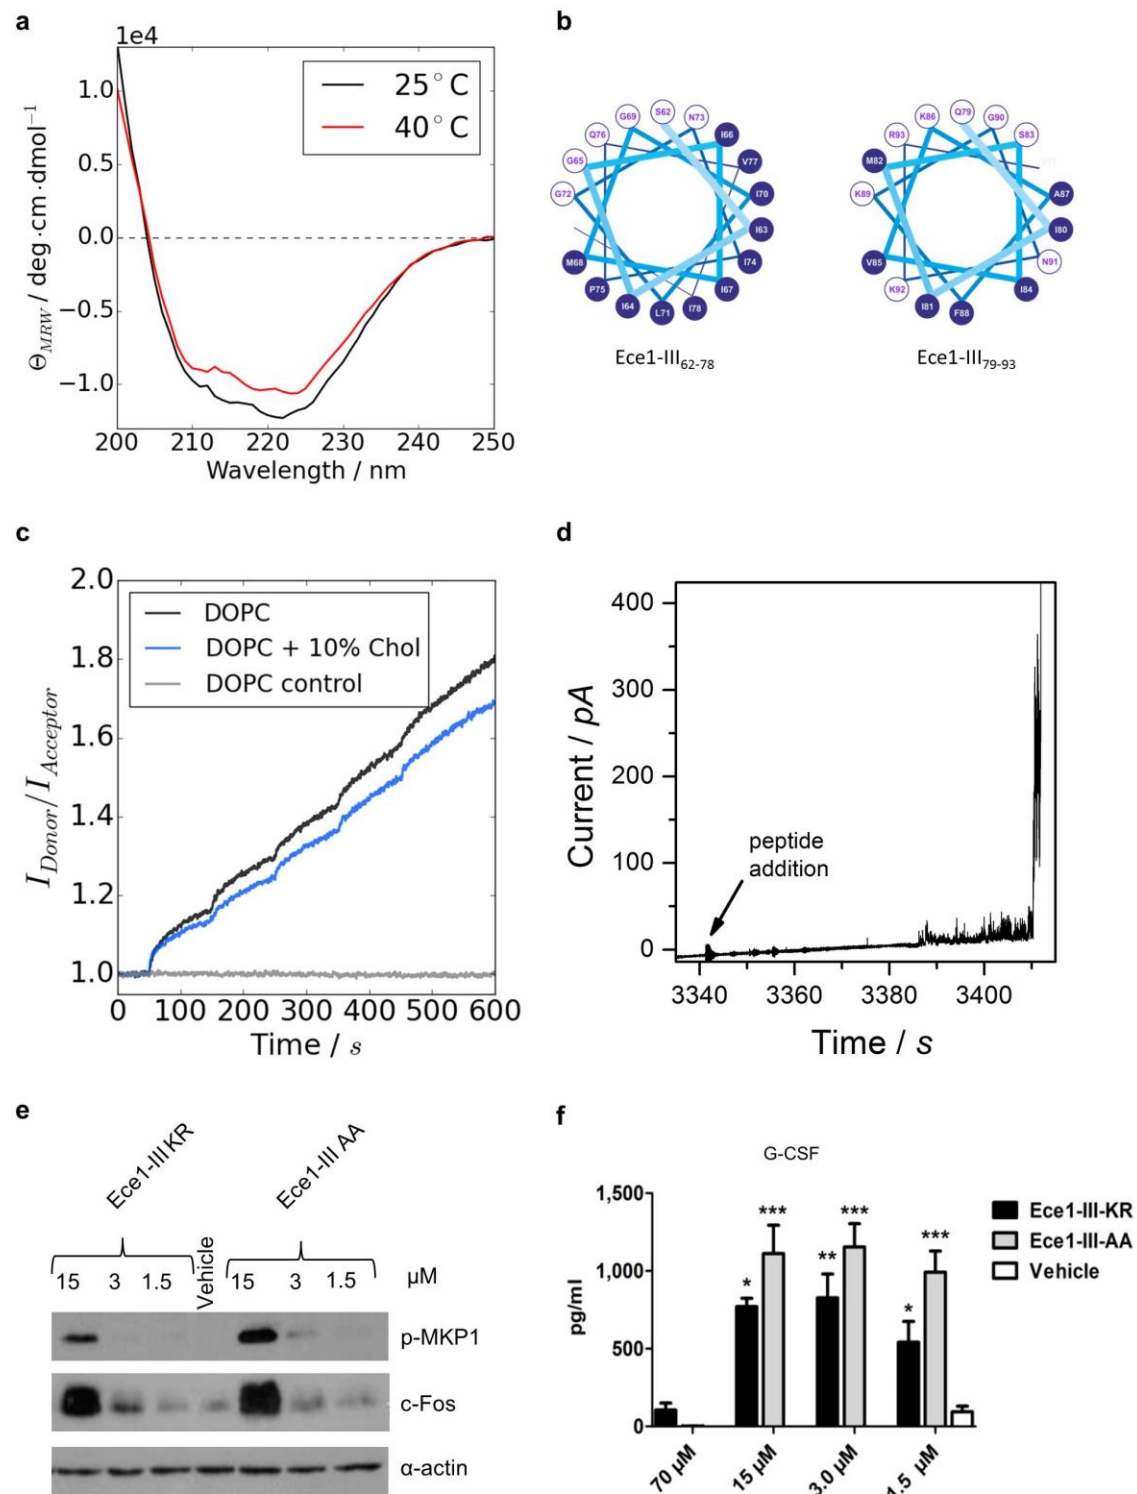 a
1e4
1.0
0.5
0.0
−0.5
−1.0
200 210 220 230 240 250
Θ_MRW / deg·cm·dmol⁻¹
Wavelength / nm
25°C
40°C
b
S62 N73 I66 V77 I70 I63 I74 I67 I78 L71 I64 P75 M68 G72 G65 Q76 G69
Ece1-III₆₂₋₇₈
Q79 G90 S83 A87 I80 N91 I84 F88 I81 K92 V85 K89 M82 R93 K86
Ece1-III₇₉₋₉₃
c
2.0
1.8
1.6
1.4
1.2
1.0
0 100 200 300 400 500 600
I_Donor/I_Acceptor
Time / s
DOPC
DOPC + 10% Chol
DOPC control
d
400
300
200
100
0
3340 3360 3380 3400
Current / pA
Time / s
peptide
addition
e
Ece1-III KR
Ece1-III AA
15 3 1.5 Vehicle 15 3 1.5 µM
p-MKP1
c-Fos
α-actin
f
G-CSF
1,500
1,000
500
0
pg/ml
* *** ** *** * ***
Ece1-III-KR
Ece1-III-AA
Vehicle
70 µM 15 µM 3.0 µM 1.5 µM